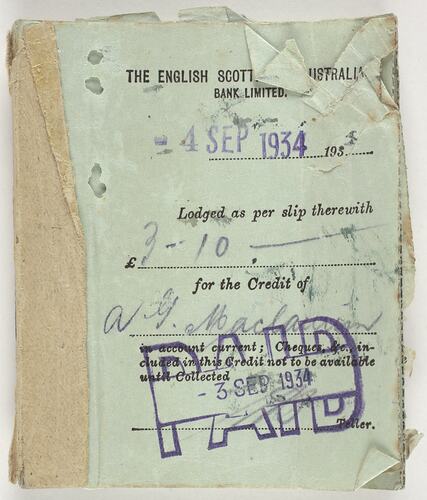 THE ENGLISH SCOTT AUSTRALIA
BANK LIMITED.
- 4 SEP 1934 193
Lodged as per slip therewith
£ 3 - 10 -
for the Credit of
A G.
PAID
in account current; Cheques, &c., in-
cluded in this Credit not to be available
until Collected
- 3 SEP 1934
PAID
Teller.